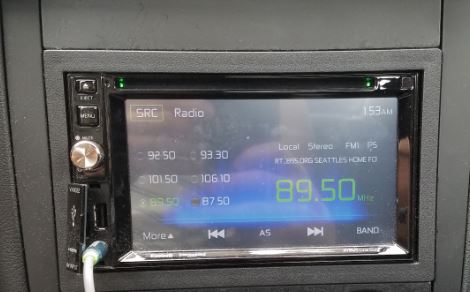 EJECT
SRC Radio 1:53AM
MENU
MUTE
Local Stereo FM1 PS
92.50 93.30
RT:895.ORG SEATTLES HOME FO
101.50 106.10
89.50 87.50
89.50 MHz
More AS BAND